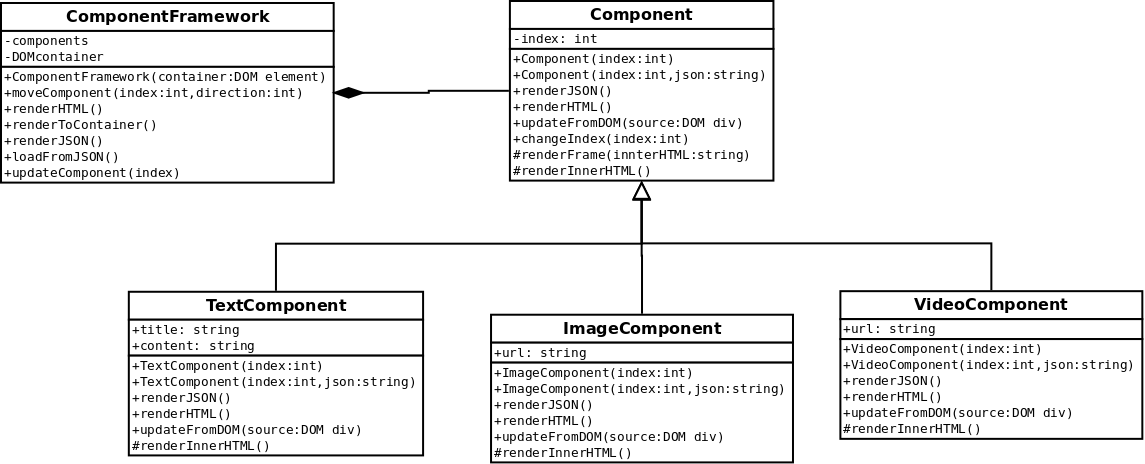 ComponentFramework
-components
-DOMcontainer
+ComponentFramework(container:DOM element)
+moveComponent(index:int,direction:int)
+renderHTML()
+renderToContainer()
+renderJSON()
+loadFromJSON()
+updateComponent(index)
Component
-index: int
+Component(index:int)
+Component(index:int,json:string)
+renderJSON()
+renderHTML()
+updateFromDOM(source:DOM div)
+changeIndex(index:int)
#renderFrame(innterHTML:string)
#renderInnerHTML()
TextComponent
+title: string
+content: string
+TextComponent(index:int)
+TextComponent(index:int,json:string)
+renderJSON()
+renderHTML()
+updateFromDOM(source:DOM div)
#renderInnerHTML()
ImageComponent
+url: string
+ImageComponent(index:int)
+ImageComponent(index:int,json:string)
+renderJSON()
+renderHTML()
+updateFromDOM(source:DOM div)
#renderInnerHTML()
VideoComponent
+url: string
+VideoComponent(index:int)
+VideoComponent(index:int,json:string)
+renderJSON()
+renderHTML()
+updateFromDOM(source:DOM div)
#renderInnerHTML()